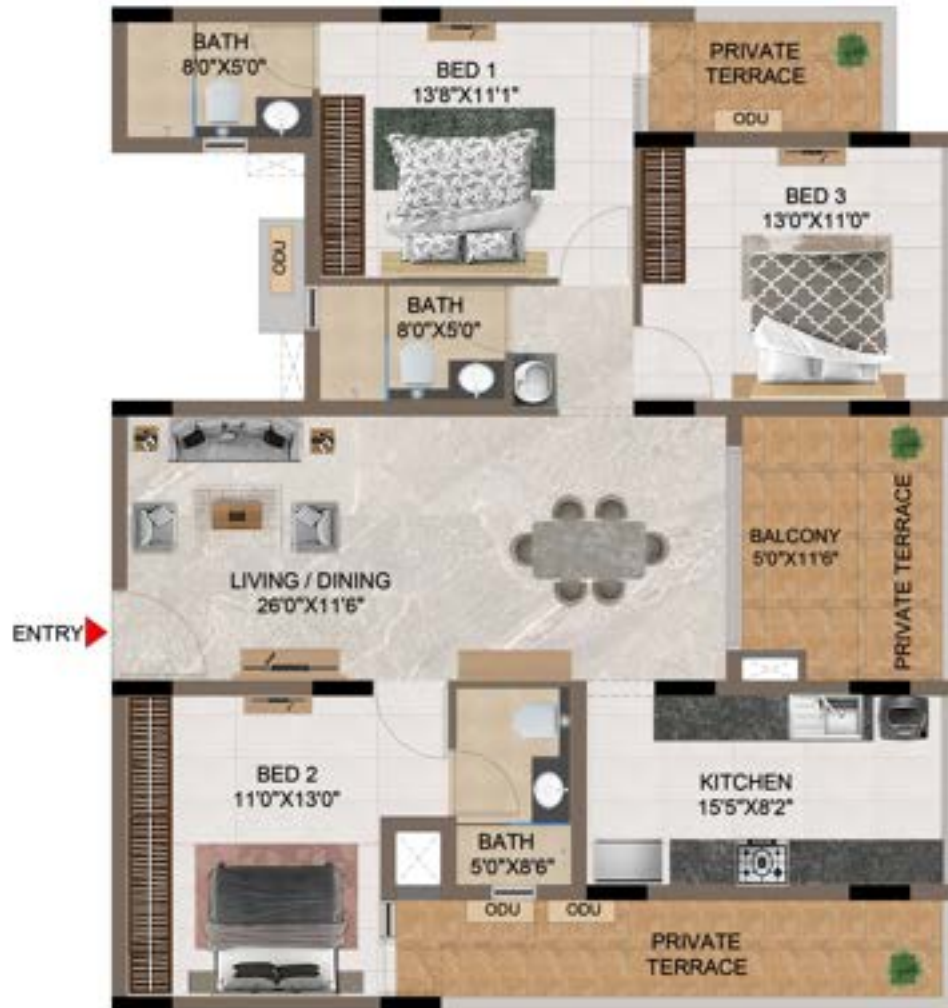 BATH
8'0"X5'0"
BED 1
13'8"X11'1"
PRIVATE
TERRACE
ODU
BED 3
13'0"X11'0"
ODU
BATH
8'0"X5'0"
LIVING / DINING
26'0"X11'6"
BALCONY
5'0"X11'6"
PRIVATE TERRACE
ENTRY
BED 2
11'0"X13'0"
KITCHEN
15'5"X8'2"
BATH
5'0"X8'6"
ODU
ODU
PRIVATE
TERRACE